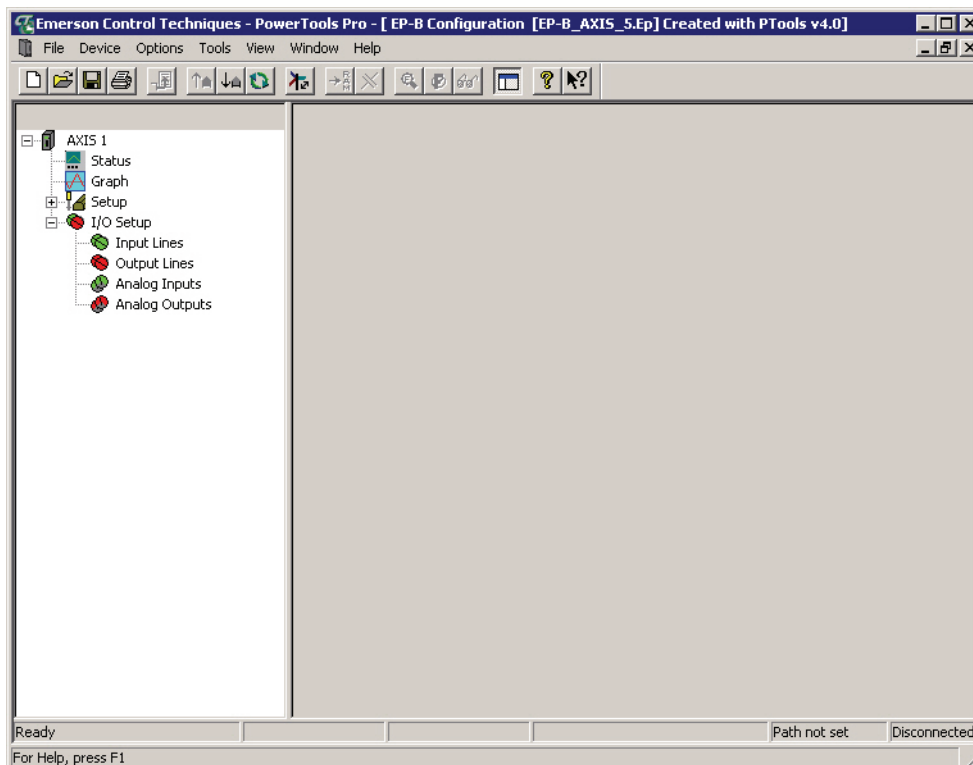 Emerson Control Techniques - PowerTools Pro - [ EP-B Configuration [EP-B_AXIS_5.Ep] Created with PTools v4.0]
File Device Options Tools View Window Help
AXIS 1
Status
Graph
Setup
I/O Setup
Input Lines
Output Lines
Analog Inputs
Analog Outputs
Ready Path not set Disconnected
For Help, press F1